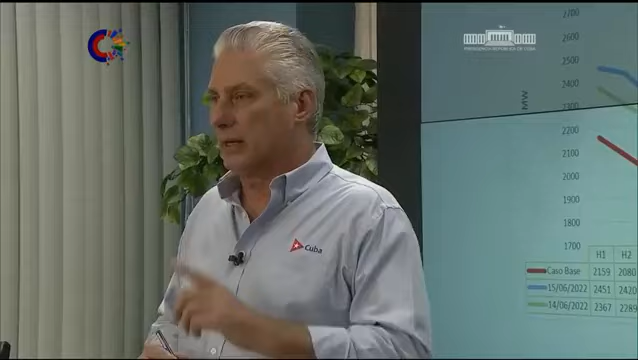 PRESIDENCIA DE CUBA
2700
2600
2500
2400
2300
2200
2100
2000
1900
1800
1700
MW
Cuba
H1 H2
Caso Base 2159 2080
15/06/2022 2451 2420
14/06/2022 2367 2289